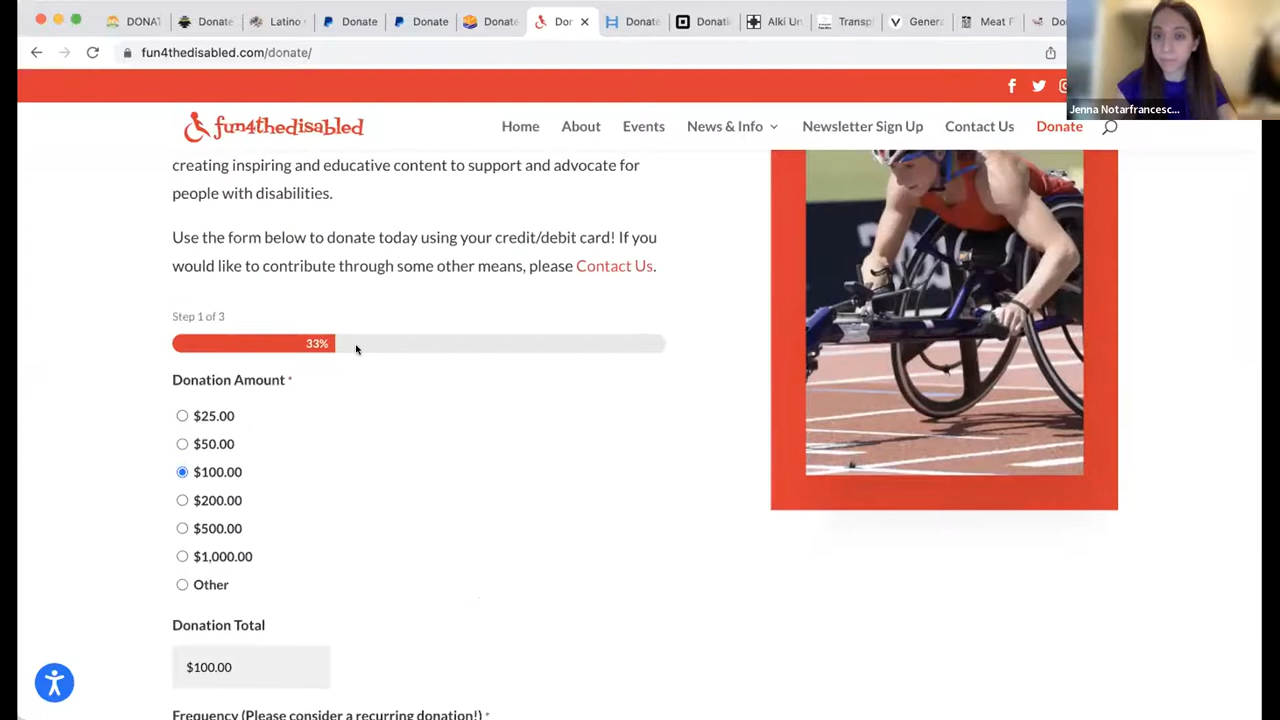 DONAT
Donate
Latino
Donate
Donate
Donate
Don
Donate
Donati
Alki Un
Transp
Genera
Meat F
Do
fun4thedisabled.com/donate/
Jenna Notarfrancesc...
fun4thedisabled
Home
About
Events
News & Info
Newsletter Sign Up
Contact Us
Donate
creating inspiring and educative content to support and advocate for
people with disabilities.
Use the form below to donate today using your credit/debit card! If you
would like to contribute through some other means, please Contact Us.
Step 1 of 3
33%
Donation Amount *
$25.00
$50.00
$100.00
$200.00
$500.00
$1,000.00
Other
Donation Total
$100.00
Frequency (Please consider a recurring donation!) *